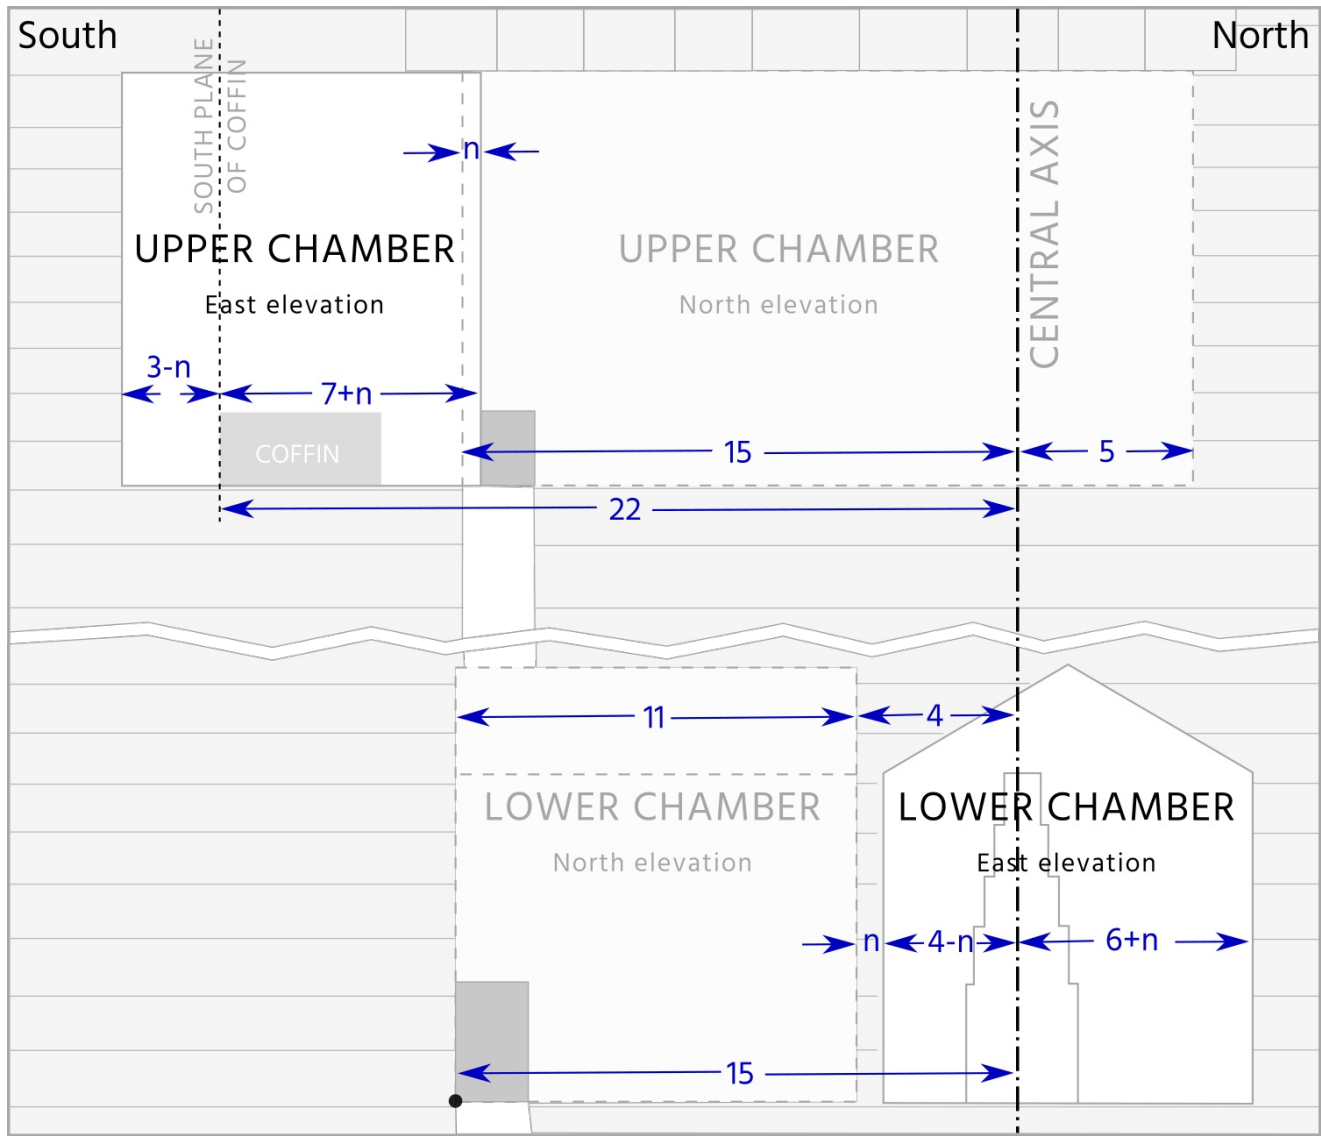 South
North
SOUTH PLANE
OF COFFIN
CENTRAL AXIS
n
UPPER CHAMBER
East elevation
UPPER CHAMBER
North elevation
3-n
7+n
COFFIN
15
5
22
11
4
LOWER CHAMBER
North elevation
LOWER CHAMBER
East elevation
n
4-n
6+n
15